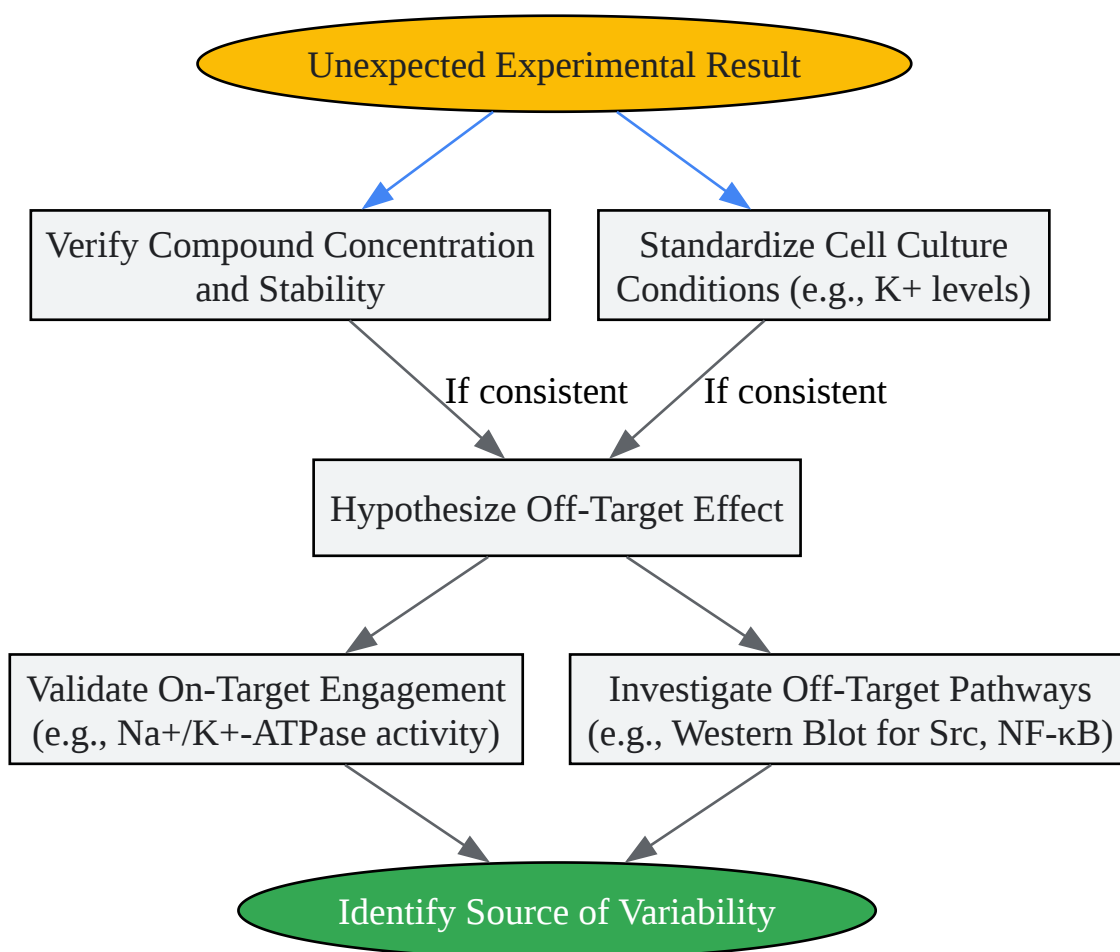 Unexpected Experimental Result
Verify Compound Concentration
and Stability
Standardize Cell Culture
Conditions (e.g., K+ levels)
If consistent
If consistent
Hypothesize Off-Target Effect
Validate On-Target Engagement
(e.g., Na+/K+-ATPase activity)
Investigate Off-Target Pathways
(e.g., Western Blot for Src, NF-κB)
Identify Source of Variability